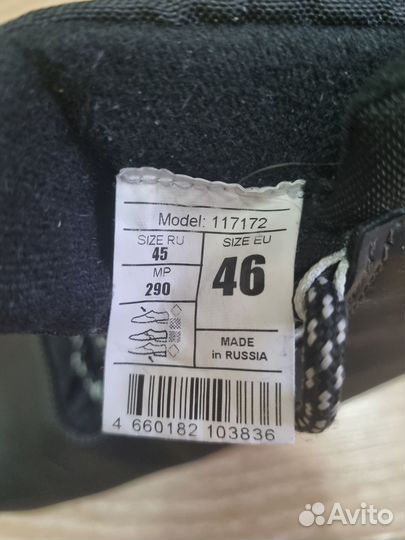 Model: 117172
SIZE RU
45
MP
290
SIZE EU
46
MADE
in RUSSIA
4 660182 103836
Avito